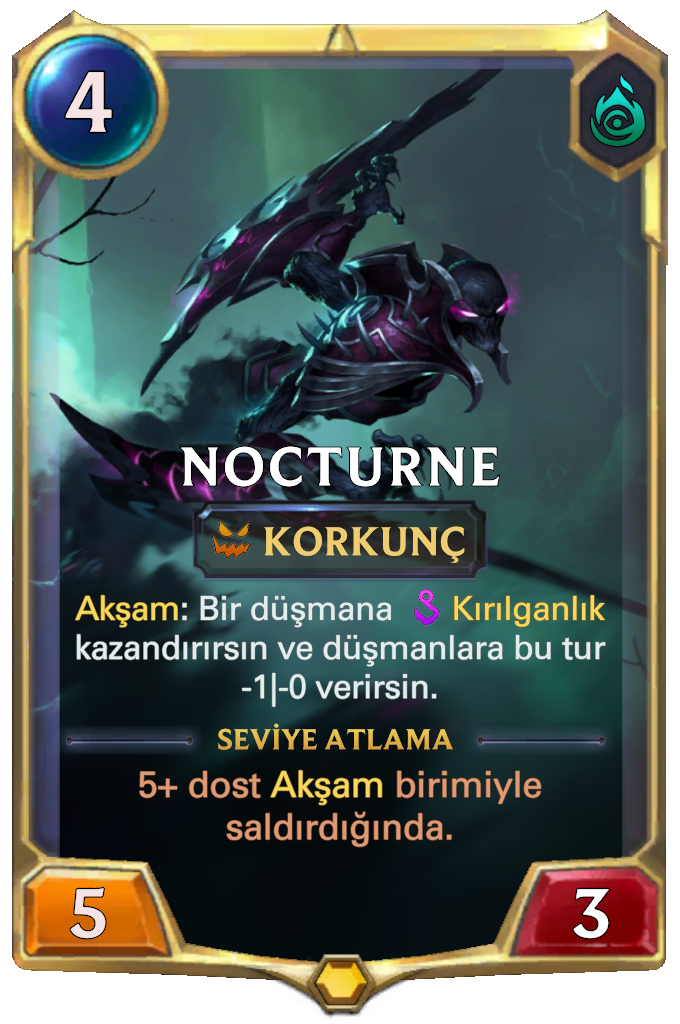 4
NOCTURNE
KORKUNÇ
Akşam: Bir düşmana Kırılganlık
kazandırırsın ve düşmanlara bu tur
-1|-0 verirsin.
SEVİYE ATLAMA
5+ dost Akşam birimiyle
saldırdığında.
5
3